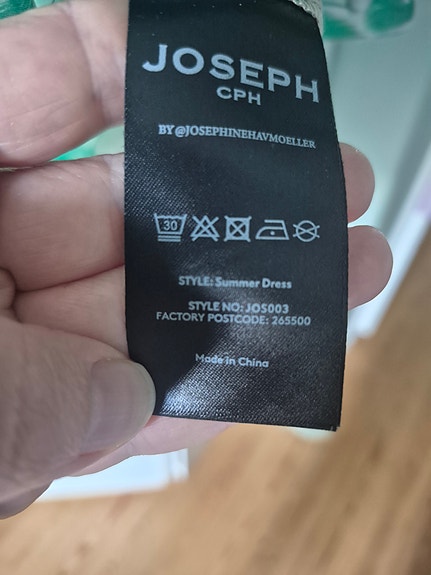 JOSEPH
CPH
BY @JOSEPHINEHAVMOELLER
30
STYLE: Summer Dress
STYLE NO: JOS003
FACTORY POSTCODE: 265500
Made in China